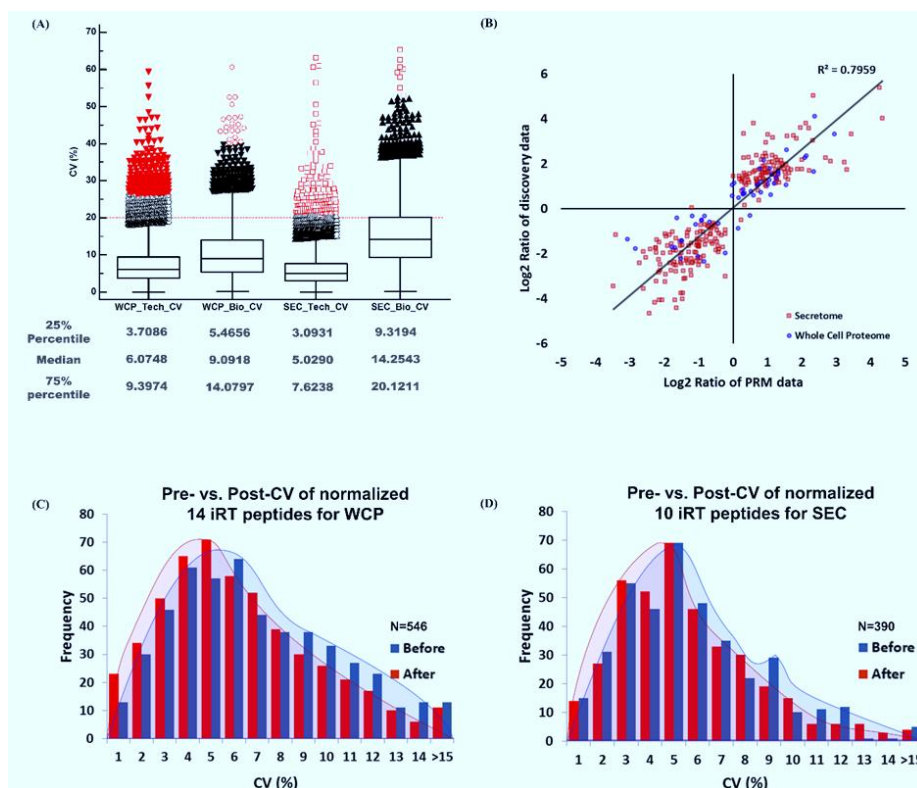 (A)
70
60
50
40
30
20
10
0
CV (%)
WCP_Tech_CV WCP_Bio_CV SEC_Tech_CV SEC_Bio_CV
25% Percentile 3.7086 5.4656 3.0931 9.3194
Median 6.0748 9.0918 5.0290 14.2543
75% percentile 9.3974 14.0797 7.6238 20.1211
(B)
R² = 0.7959
6
4
2
0
-2
-4
-6
Log2 Ratio of discovery data
Secretome
Whole Cell Proteome
-5 -4 -3 -2 -1 0 1 2 3 4 5
Log2 Ratio of PRM data
(C)
Pre- vs. Post-CV of normalized
14 iRT peptides for WCP
80
70
60
50
40
30
20
10
0
Frequency
N=546
Before
After
1 2 3 4 5 6 7 8 9 10 11 12 13 14 >15
CV (%)
(D)
Pre- vs. Post-CV of normalized
10 iRT peptides for SEC
80
70
60
50
40
30
20
10
0
Frequency
N=390
Before
After
1 2 3 4 5 6 7 8 9 10 11 12 13 14 >15
CV (%)